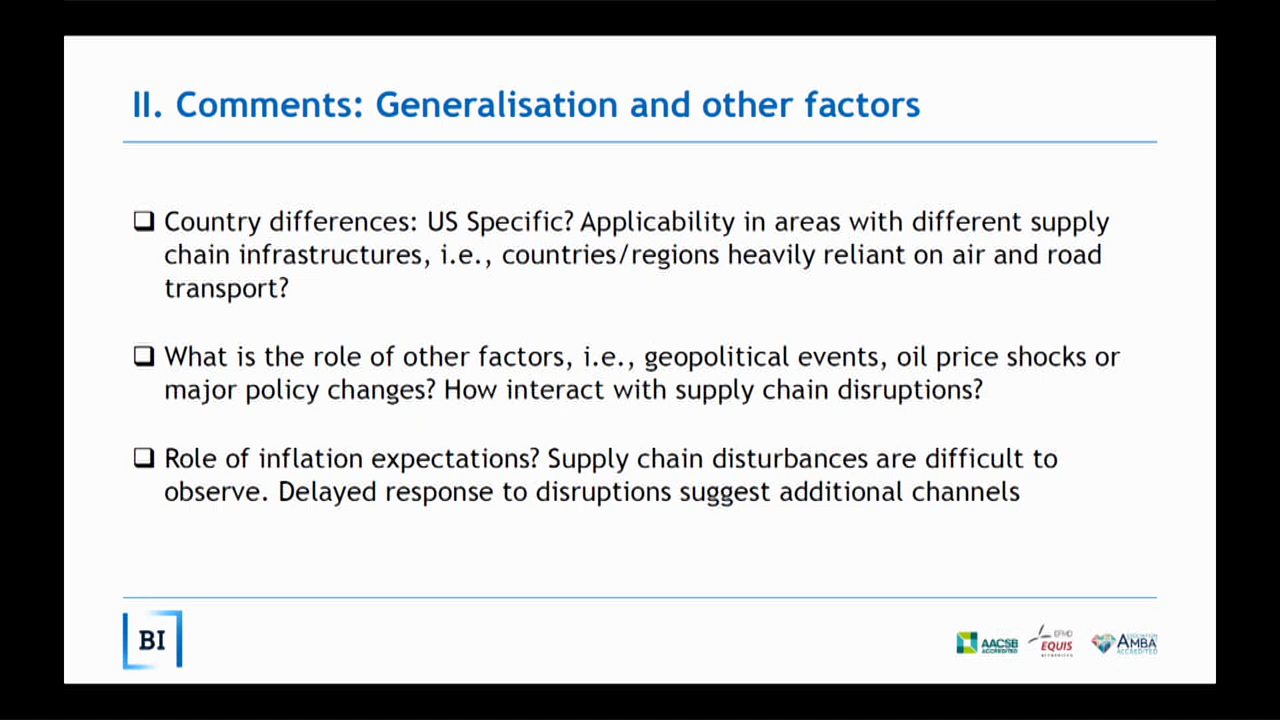 II. Comments: Generalisation and other factors
❑ Country differences: US Specific? Applicability in areas with different supply
chain infrastructures, i.e., countries/regions heavily reliant on air and road
transport?
❑ What is the role of other factors, i.e., geopolitical events, oil price shocks or
major policy changes? How interact with supply chain disruptions?
❑ Role of inflation expectations? Supply chain disturbances are difficult to
observe. Delayed response to disruptions suggest additional channels
BI
AACSB
ACCREDITED
EFMD
EQUIS
ACCREDITED
ASSOCIATION
AMBA
ACCREDITED